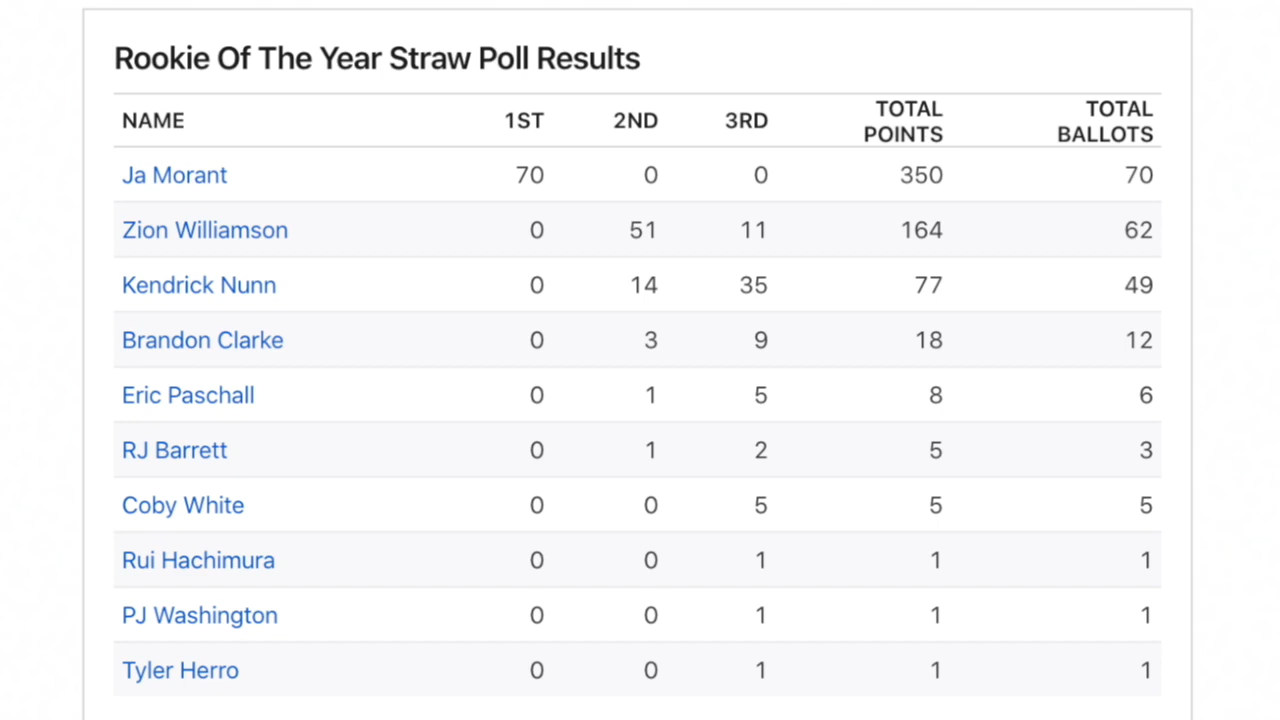 Rookie Of The Year Straw Poll Results
NAME 1ST 2ND 3RD TOTAL POINTS TOTAL BALLOTS
Ja Morant 70 0 0 350 70
Zion Williamson 0 51 11 164 62
Kendrick Nunn 0 14 35 77 49
Brandon Clarke 0 3 9 18 12
Eric Paschall 0 1 5 8 6
RJ Barrett 0 1 2 5 3
Coby White 0 0 5 5 5
Rui Hachimura 0 0 1 1 1
PJ Washington 0 0 1 1 1
Tyler Herro 0 0 1 1 1